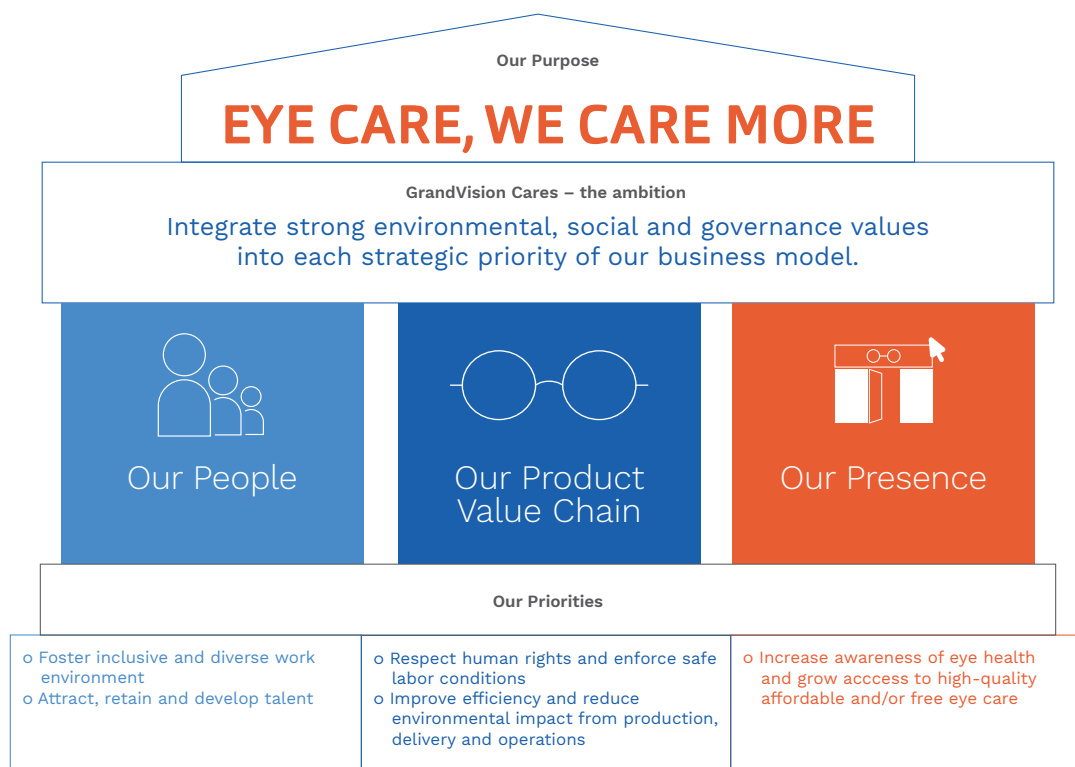 Our Purpose
EYE CARE, WE CARE MORE
GrandVision Cares – the ambition
Integrate strong environmental, social and governance values
into each strategic priority of our business model.
Our People
Our Product
Value Chain
Our Presence
Our Priorities
o Foster inclusive and diverse work
environment
o Attract, retain and develop talent
o Respect human rights and enforce safe
labor conditions
o Improve efficiency and reduce
environmental impact from production,
delivery and operations
o Increase awareness of eye health
and grow acccess to high-quality
affordable and/or free eye care